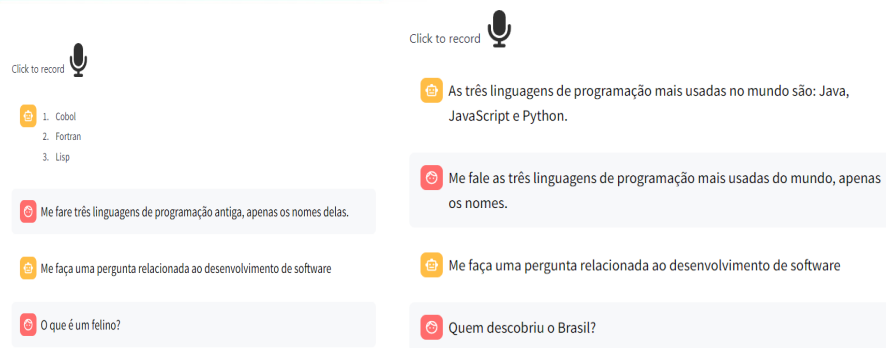 Click to record
1. Cobol
2. Fortran
3. Lisp
Me fare três linguagens de programação antiga, apenas os nomes delas.
Me faça uma pergunta relacionada ao desenvolvimento de software
O que é um felino?
Click to record
As três linguagens de programação mais usadas no mundo são: Java,
JavaScript e Python.
Me fale as três linguagens de programação mais usadas do mundo, apenas
os nomes.
Me faça uma pergunta relacionada ao desenvolvimento de software
Quem descobriu o Brasil?